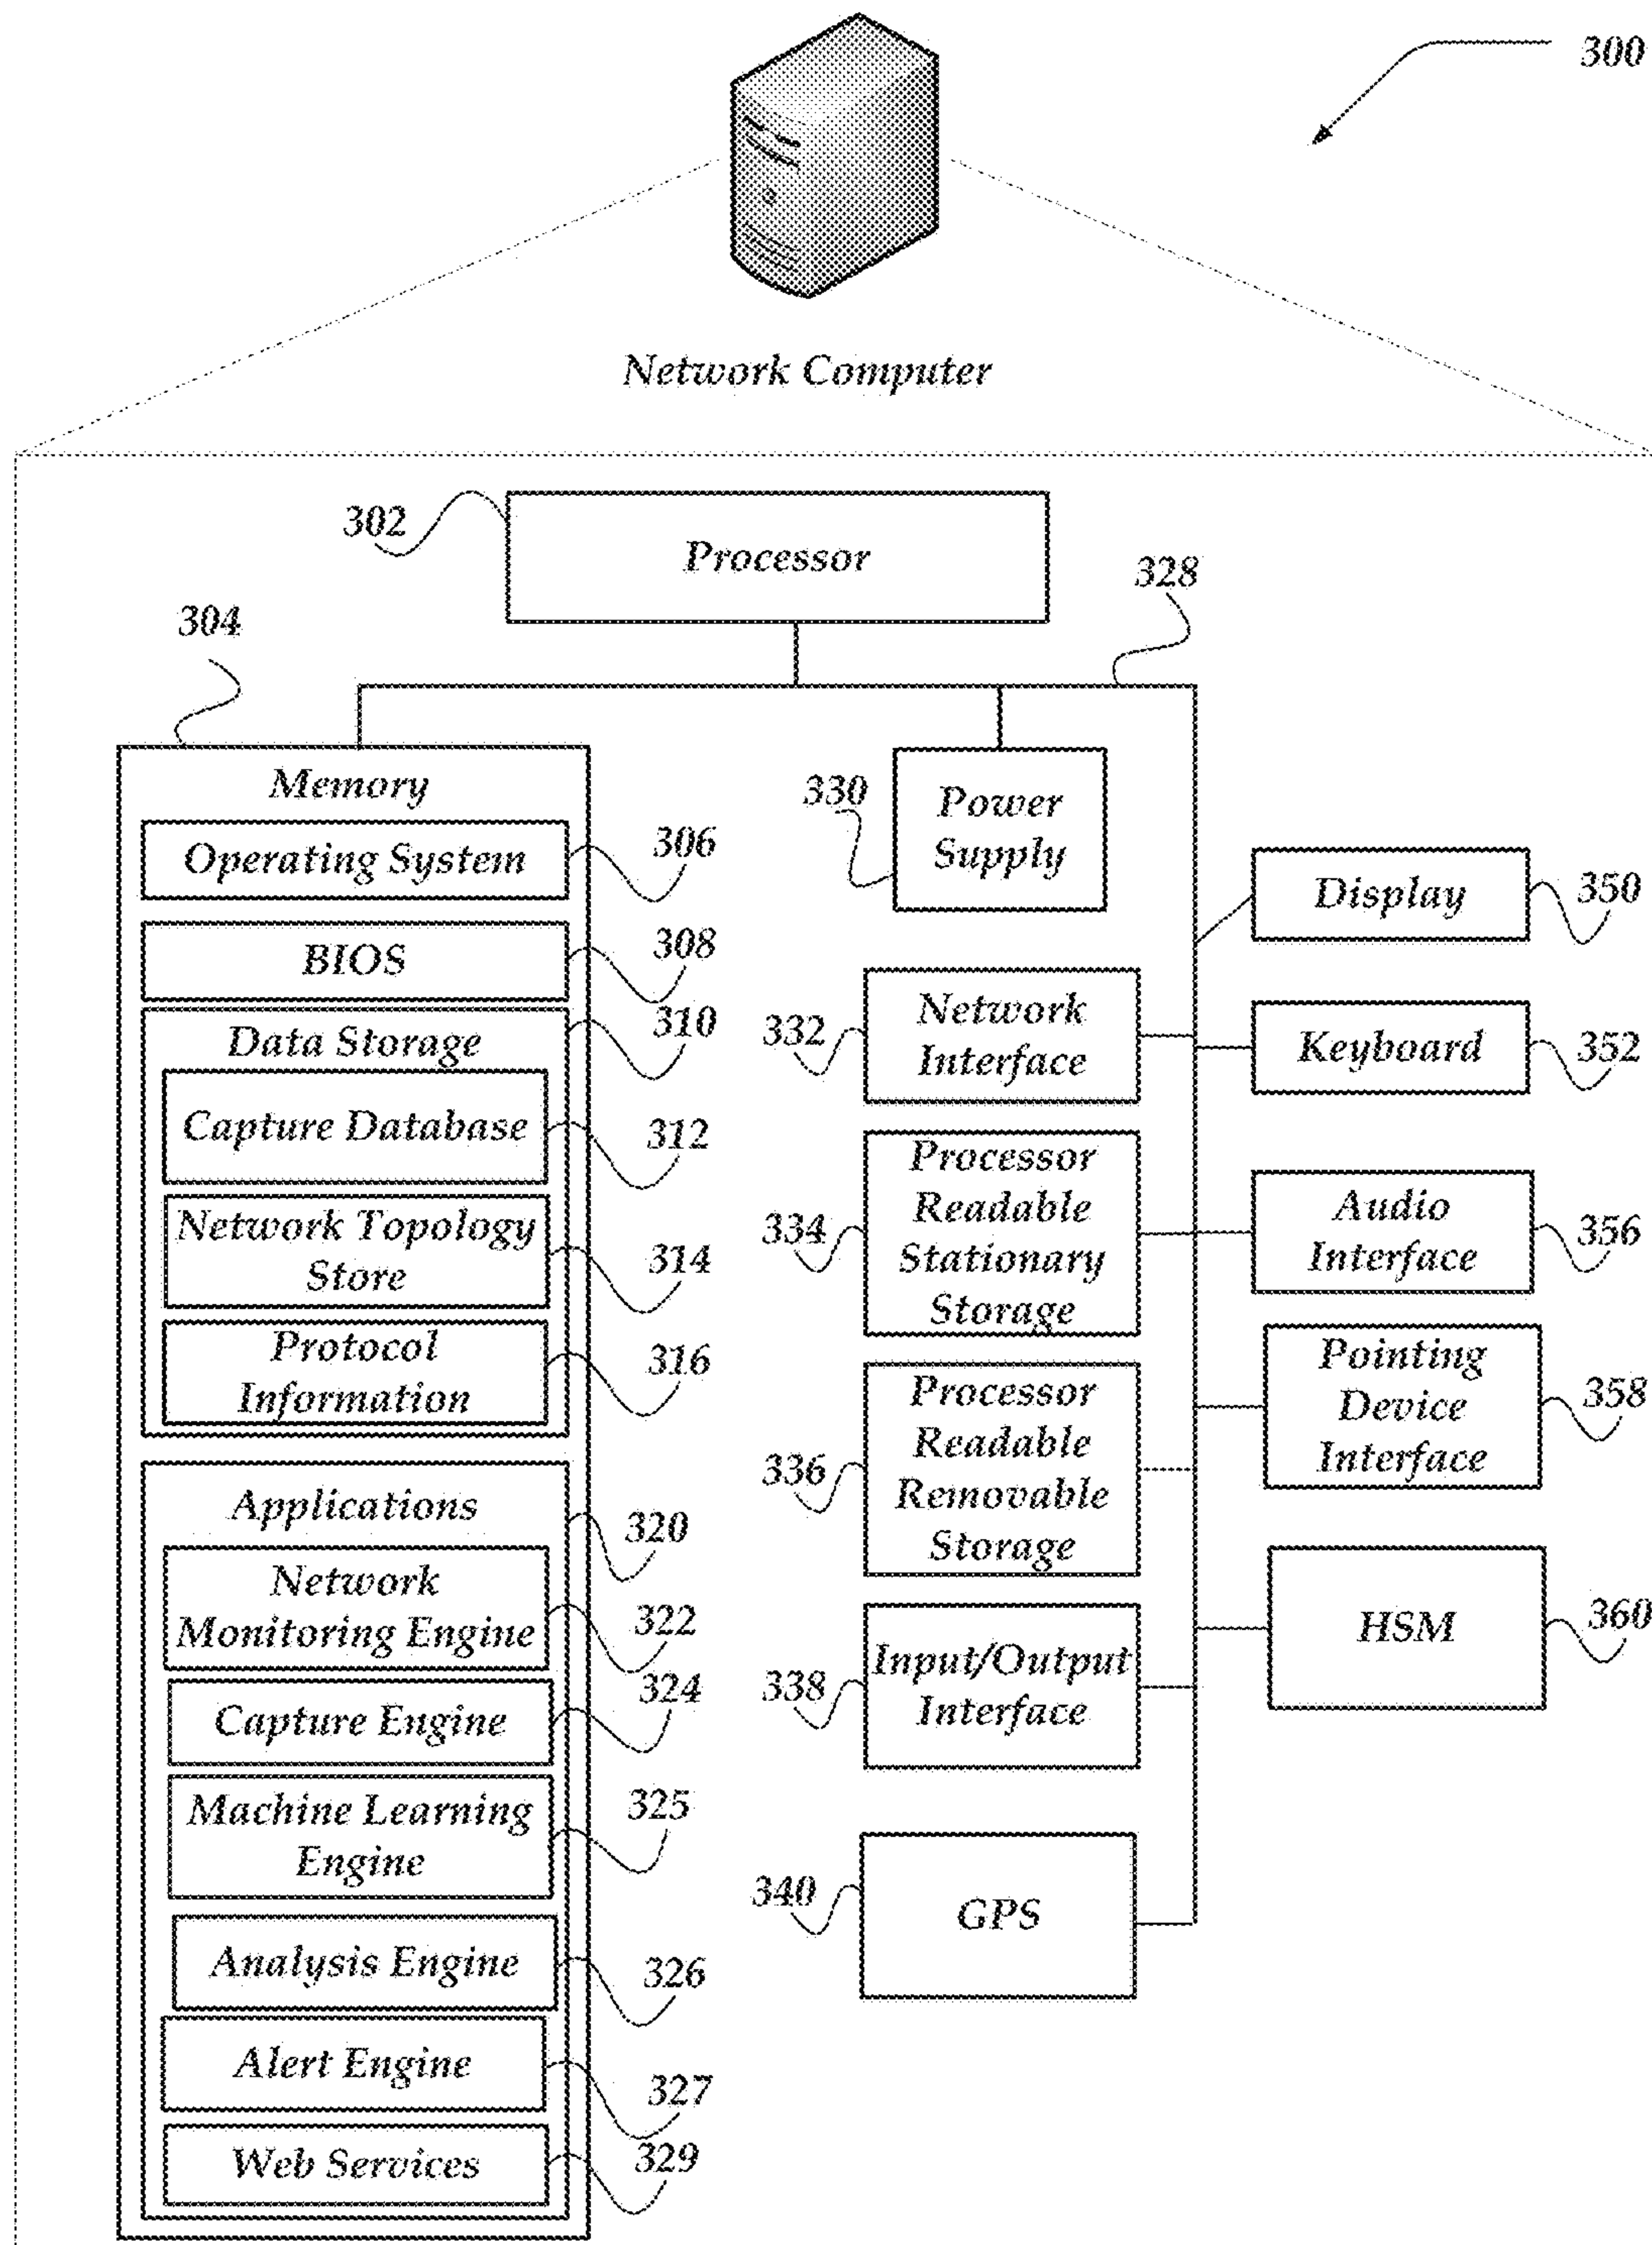 300
Network Computer
302
Processor
328
304
Memory
Operating System
306
BIOS
308
Data Storage
310
Capture Database
312
Network Topology
Store
314
Protocol
Information
316
Applications
320
Network
Monitoring Engine
322
Capture Engine
324
Machine Learning
Engine
325
Analysis Engine
326
Alert Engine
327
Web Services
329
330
Power
Supply
332
Network
Interface
334
Processor
Readable
Stationary
Storage
336
Processor
Readable
Removable
Storage
338
Input/Output
Interface
340
GPS
Display
350
Keyboard
352
Audio
Interface
356
Pointing
Device
Interface
358
HSM
360